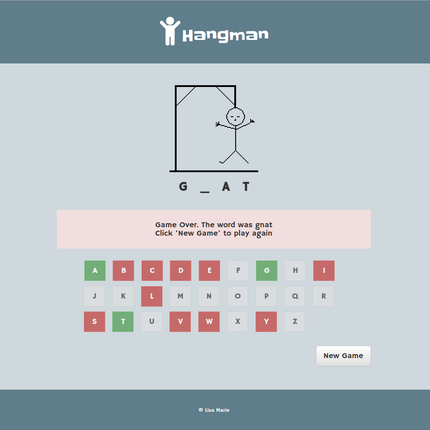 Hangman
G _ A T
Game Over. The word was gnat
Click 'New Game' to play again
A B C D E F G H I
J K L M N O P Q R
S T U V W X Y Z
New Game
© Lisa Marie